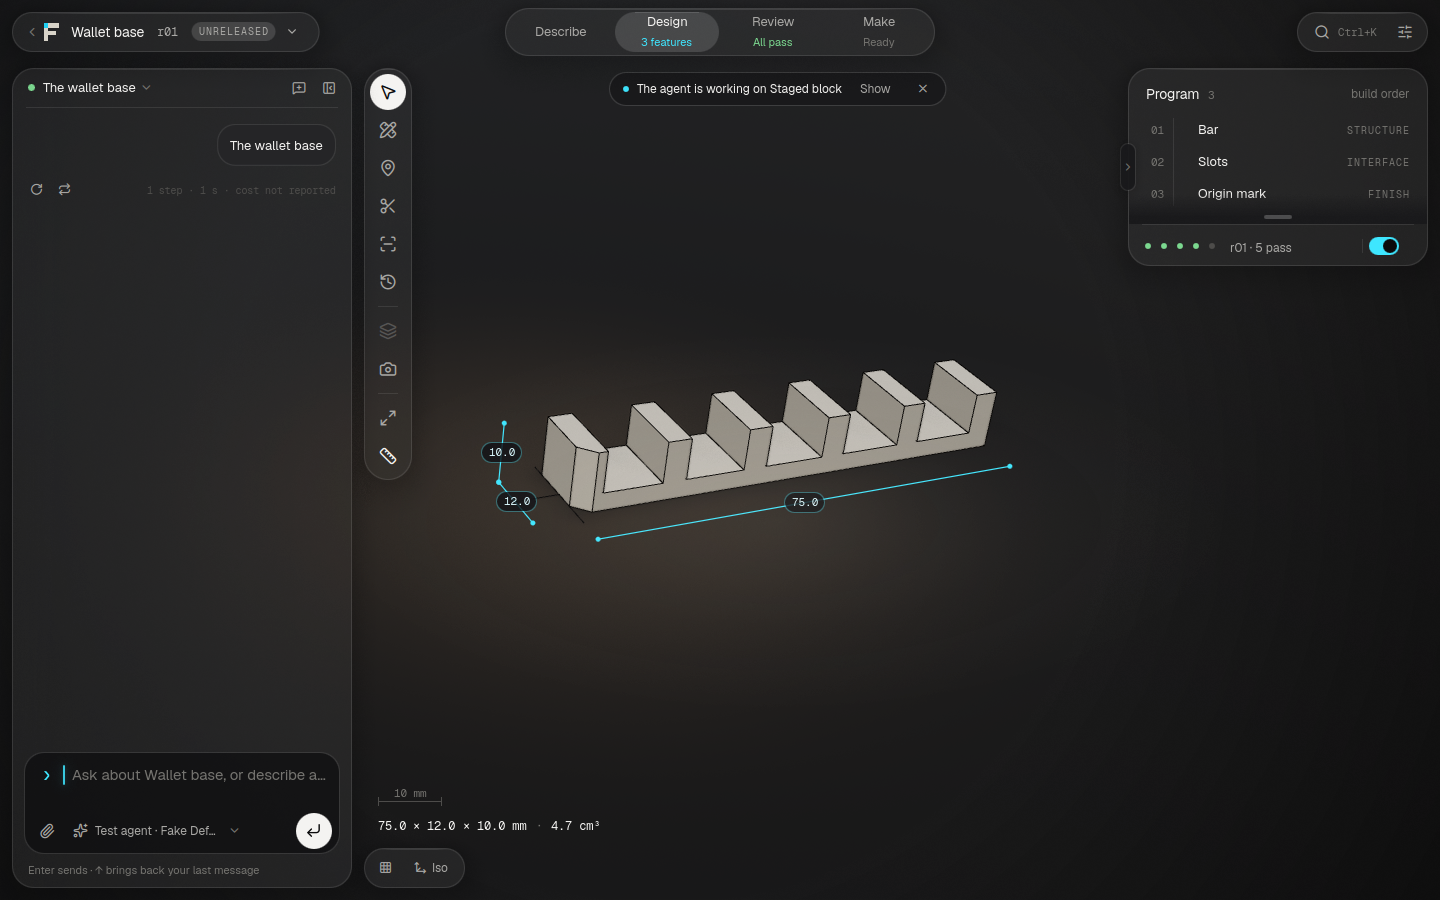 Wallet base r01 UNRELEASED
Describe
Design
3 features
Review
All pass
Make
Ready
Ctrl+K
The wallet base
The wallet base
1 step · 1 s · cost not reported
The agent is working on Staged block Show
Program 3 build order
01 Bar STRUCTURE
02 Slots INTERFACE
03 Origin mark FINISH
r01 · 5 pass
10.0
12.0
75.0
10 mm
75.0 × 12.0 × 10.0 mm · 4.7 cm³
Iso
Ask about Wallet base, or describe a...
Test agent · Fake Def...
Enter sends · ↑ brings back your last message